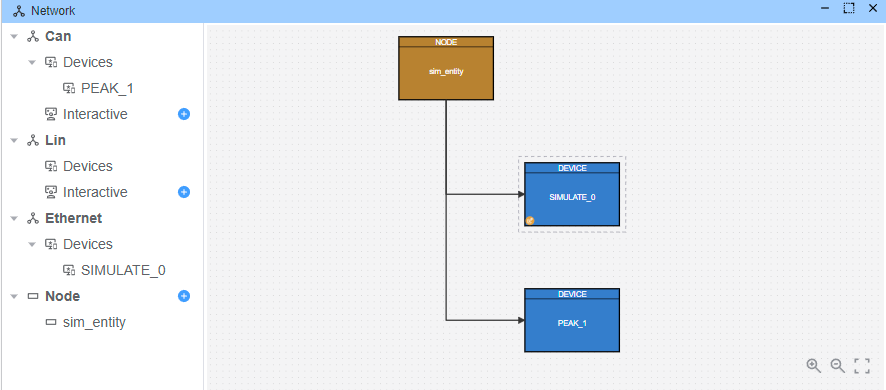 Network
Can
Devices
PEAK_1
Interactive
Lin
Devices
Interactive
Ethernet
Devices
SIMULATE_0
Node
sim_entity
NODE
sim_entity
DEVICE
SIMULATE_0
DEVICE
PEAK_1